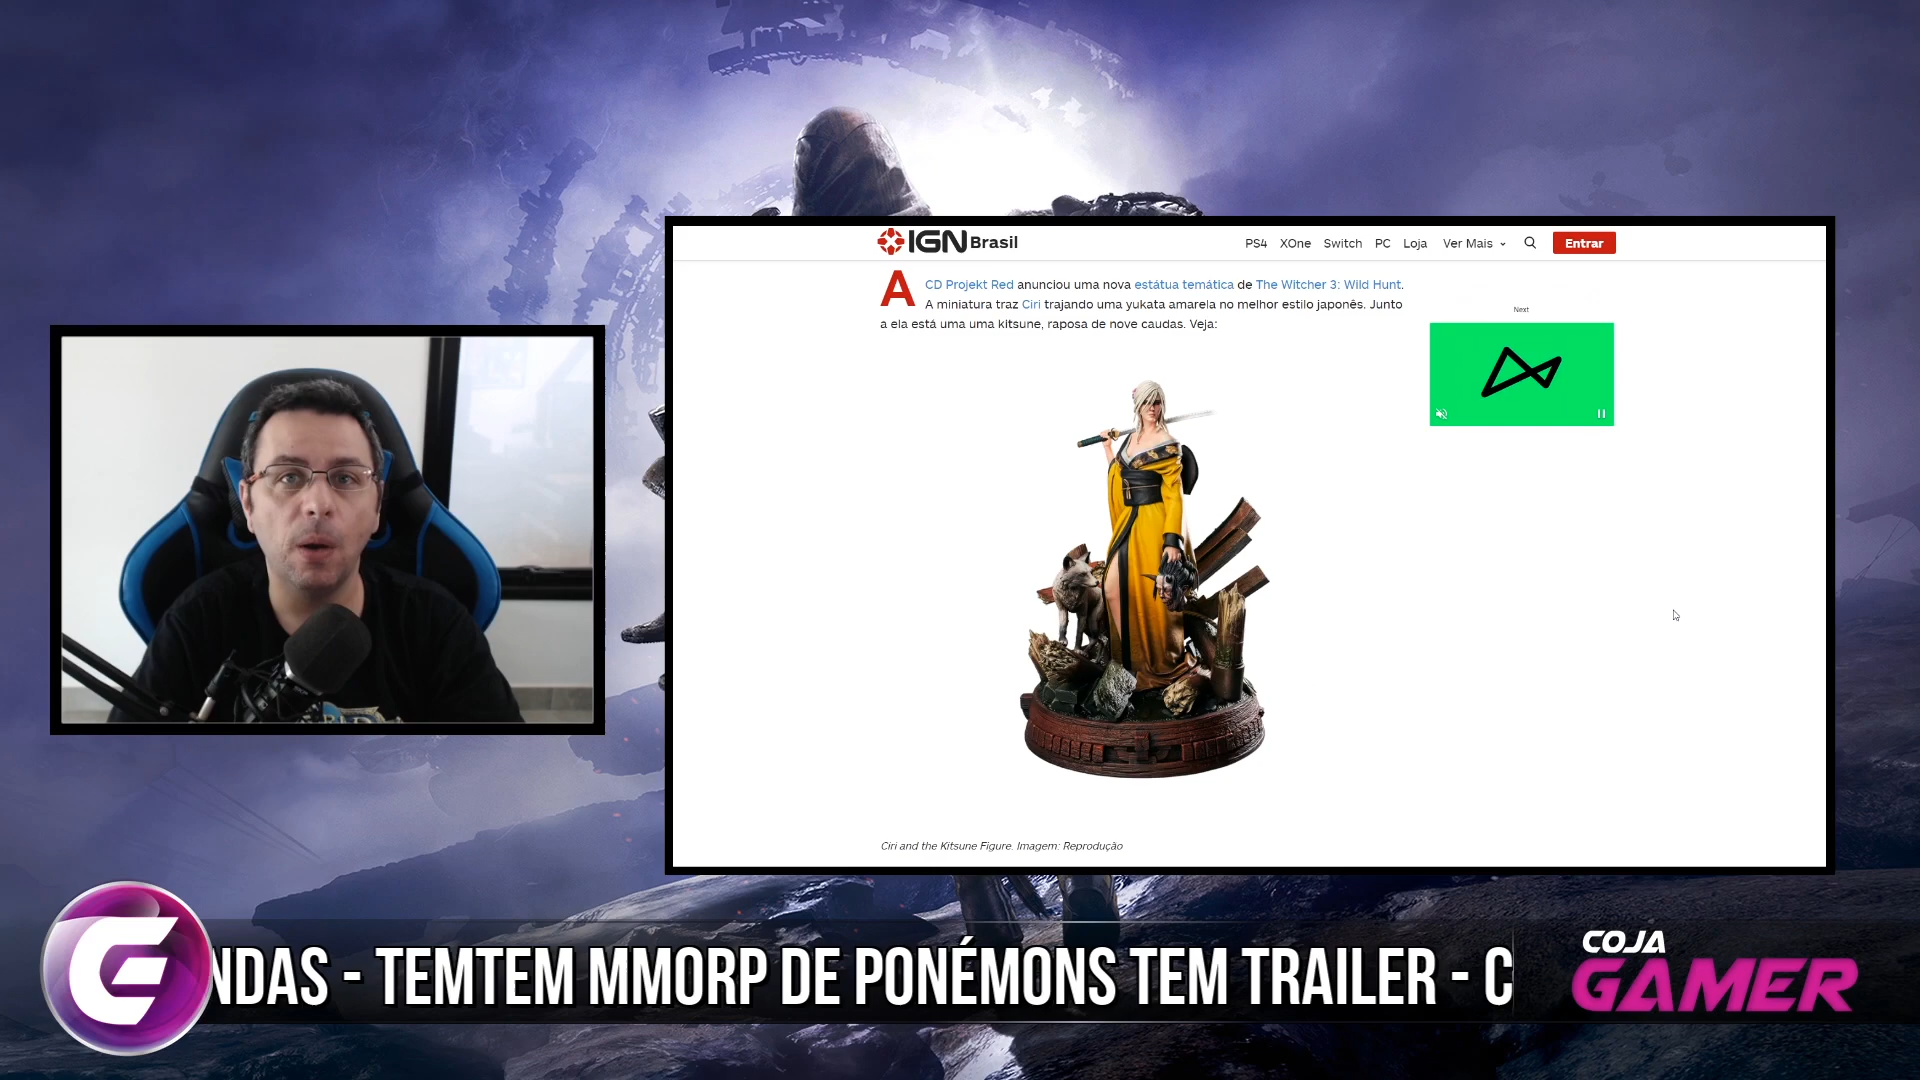 IGN Brasil
PS4 XOne Switch PC Loja Ver Mais Entrar
A CD Projekt Red anunciou uma nova estátua temática de The Witcher 3: Wild Hunt.
A miniatura traz Ciri trajando uma yukata amarela no melhor estilo japonês. Junto
a ela está uma uma kitsune, raposa de nove caudas. Veja:
Next
Ciri and the Kitsune Figure. Imagem: Reprodução
NDAS - TEMTEM MMORP DE PONÉMONS TEM TRAILER - C
COJA
GAMER